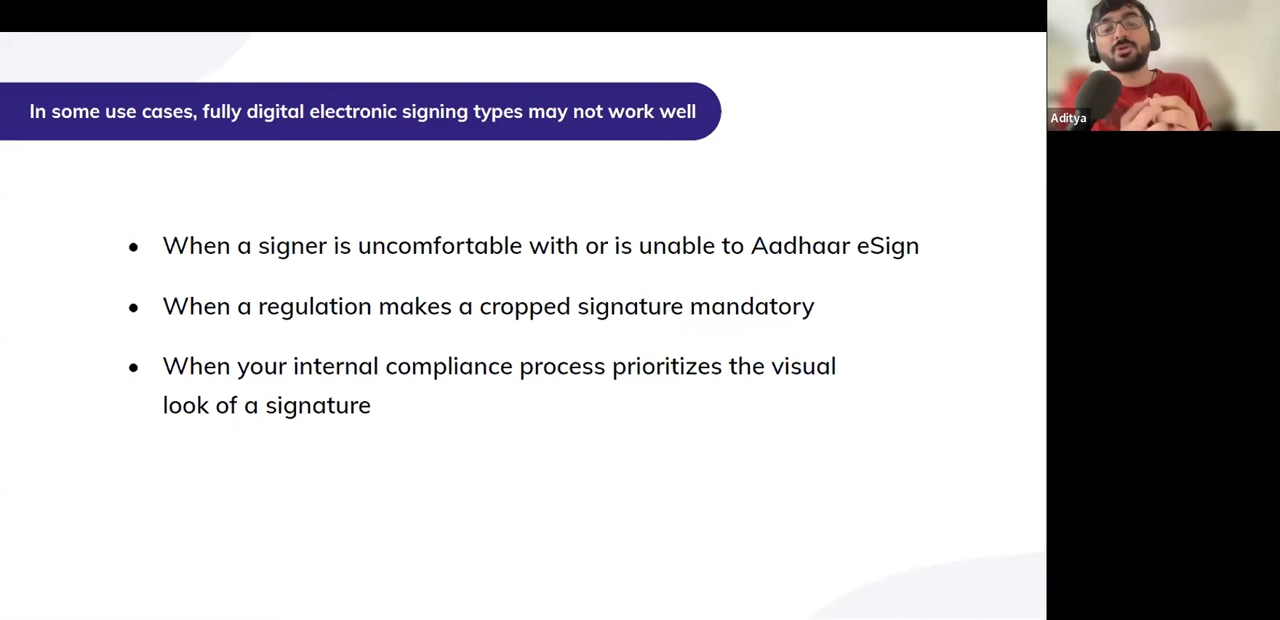 In some use cases, fully digital electronic signing types may not work well
Aditya
• When a signer is uncomfortable with or is unable to Aadhaar eSign
• When a regulation makes a cropped signature mandatory
• When your internal compliance process prioritizes the visual
look of a signature